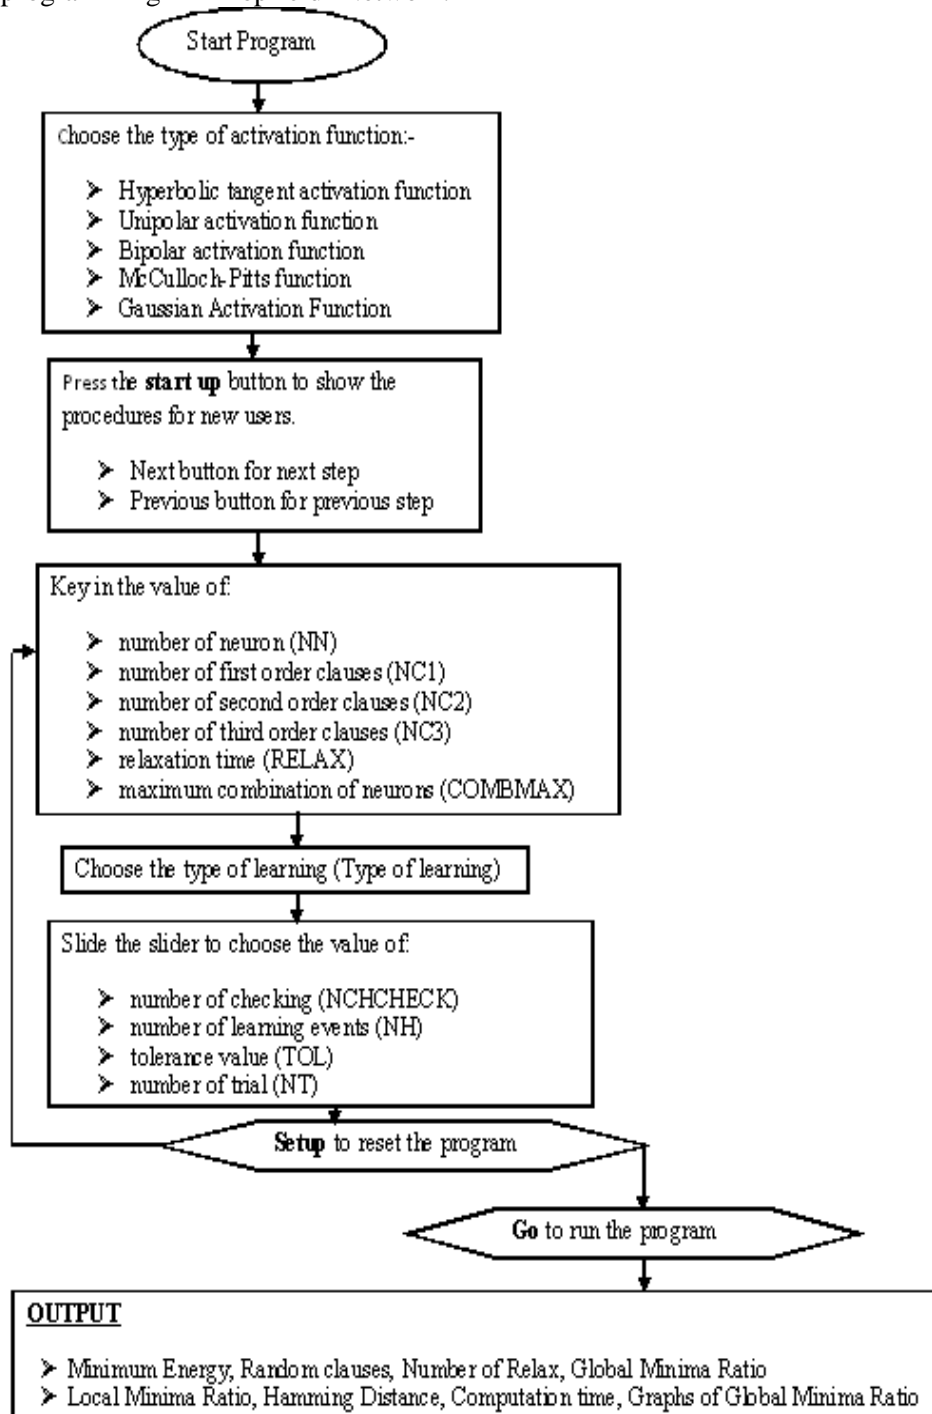 Start Program
Choose the type of activation function:-
➢ Hyperbolic tangent activation function
➢ Unipolar activation function
➢ Bipolar activation function
➢ McCulloch-Pitts function
➢ Gaussian Activation Function
Press the start up button to show the
procedures for new users.
➢ Next button for next step
➢ Previous button for previous step
Key in the value of:
➢ number of neuron (NN)
➢ number of first order clauses (NC1)
➢ number of second order clauses (NC2)
➢ number of third order clauses (NC3)
➢ relaxation time (RELAX)
➢ maximum combination of neurons (COMBMAX)
Choose the type of learning (Type of learning)
Slide the slider to choose the value of:
➢ number of checking (NCHCHECK)
➢ number of learning events (NH)
➢ tolerance value (TOL)
➢ number of trial (NT)
Setup to reset the program
Go to run the program
OUTPUT
➢ Minimum Energy, Random clauses, Number of Relax, Global Minima Ratio
➢ Local Minima Ratio, Hamming Distance, Computation time, Graphs of Global Minima Ratio